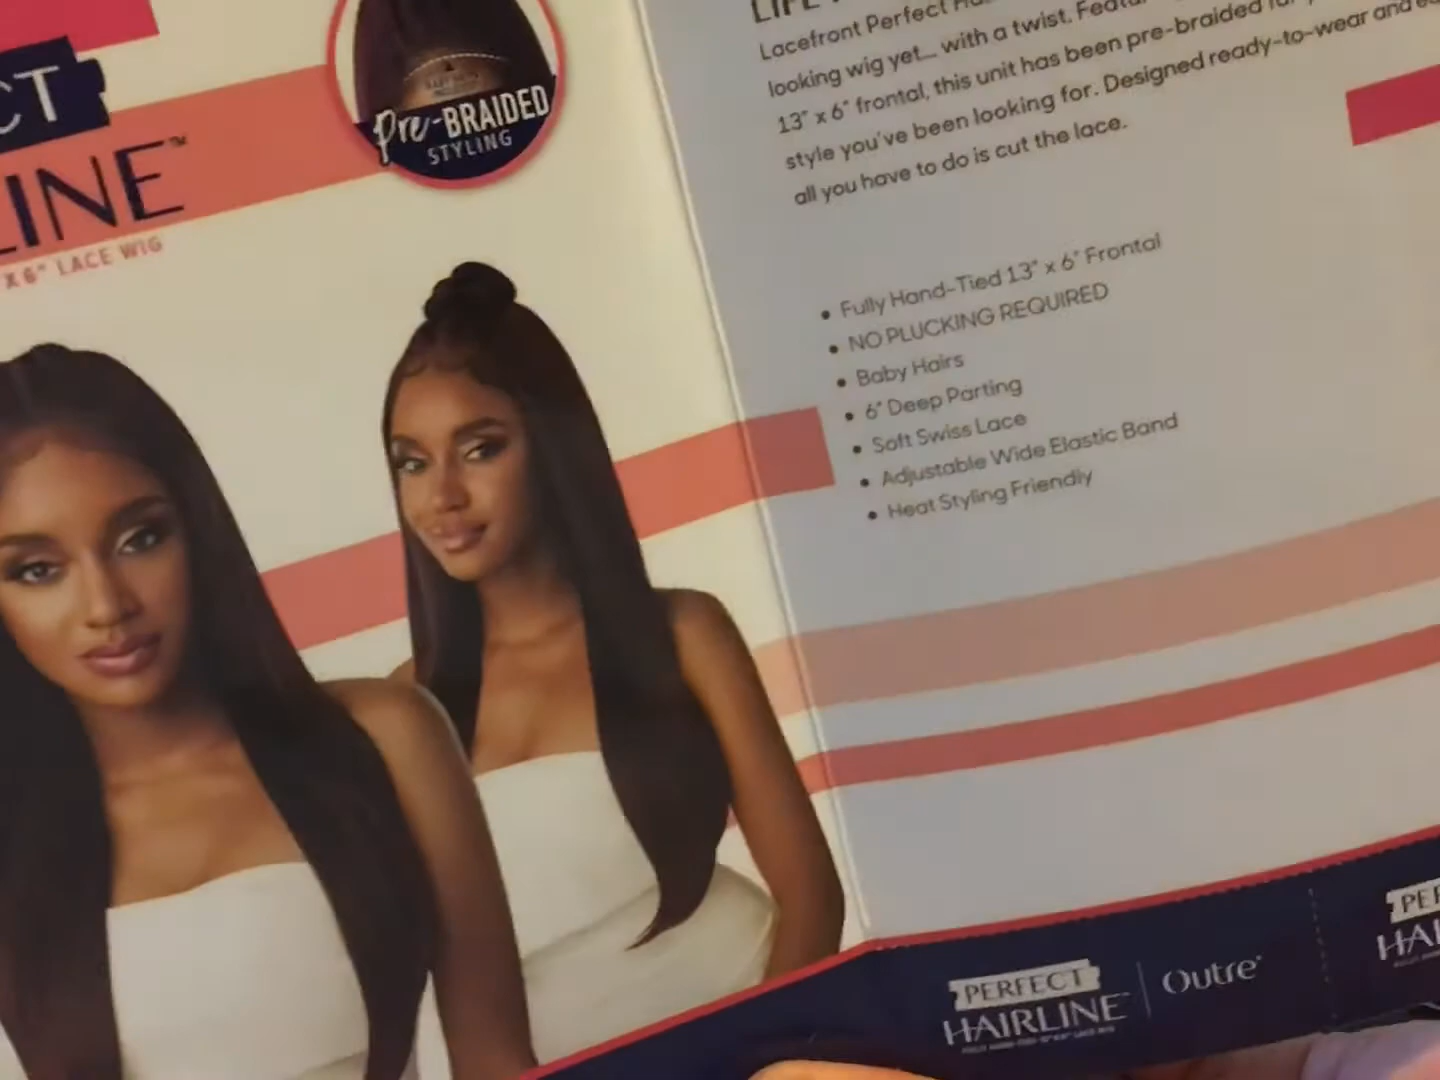 CT
LINE™
X 6" LACE WIG
Pre-BRAIDED
STYLING
Lacefront Perfect
looking wig yet... with a twist.
13" x 6" frontal, this unit has been pre-braided
style you've been looking for. Designed ready-to-wear and
all you have to do is cut the lace.
• Fully Hand-Tied 13" x 6" Frontal
• NO PLUCKING REQUIRED
• Baby Hairs
• 6" Deep Parting
• Soft Swiss Lace
• Adjustable Wide Elastic Band
• Heat Styling Friendly
PERFECT
HAIRLINE
Outre
PER
HAI